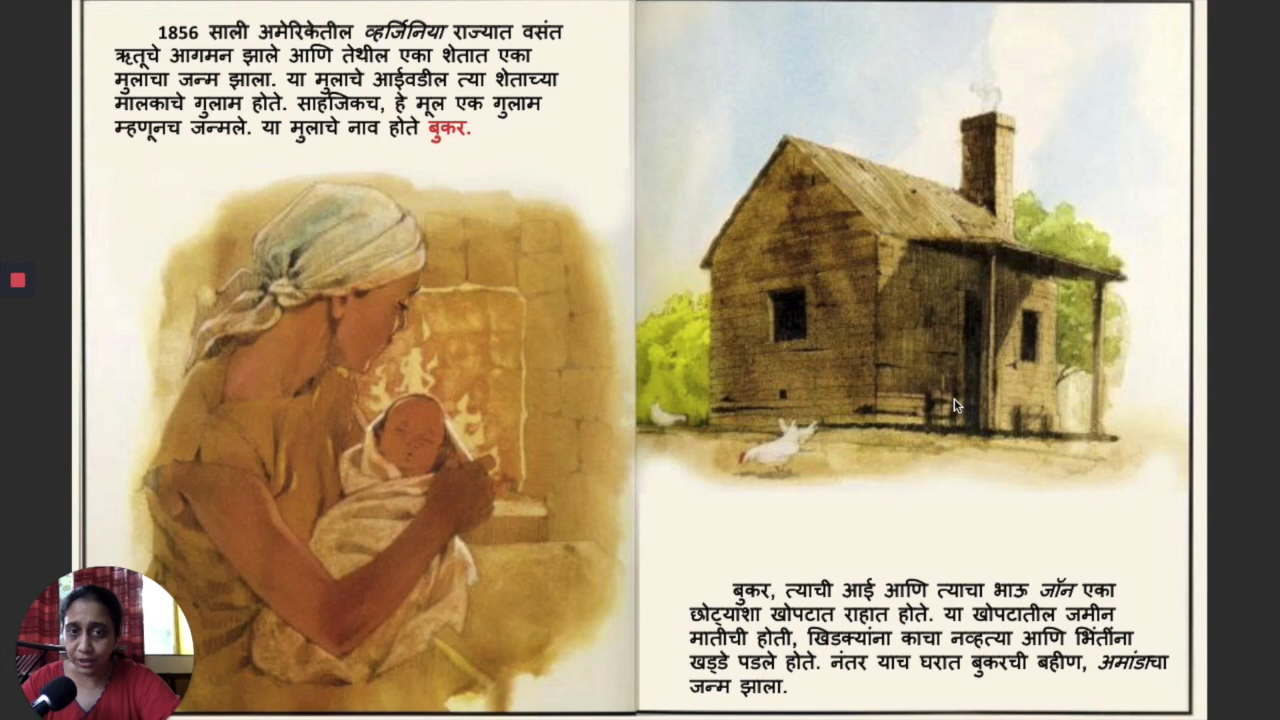 1856 साली अमेरिकेतील व्हर्जिनिया राज्यात वसंत
ऋतूचे आगमन झाले आणि तेथील एका शेतात एका
मुलाचा जन्म झाला. या मुलाचे आईवडील त्या शेताच्या
मालकाचे गुलाम होते. साहजिकच, हे मूल एक गुलाम
म्हणूनच जन्मले. या मुलाचे नाव होते बुकर.
बुकर, त्याची आई आणि त्याचा भाऊ जॉन एका
छोट्याशा खोपटात राहात होते. या खोपटातील जमीन
मातीची होती, खिडक्यांना काचा नव्हत्या आणि भिंतींना
खड्डे पडले होते. नंतर याच घरात बुकरची बहीण, अमांडाचा
जन्म झाला.